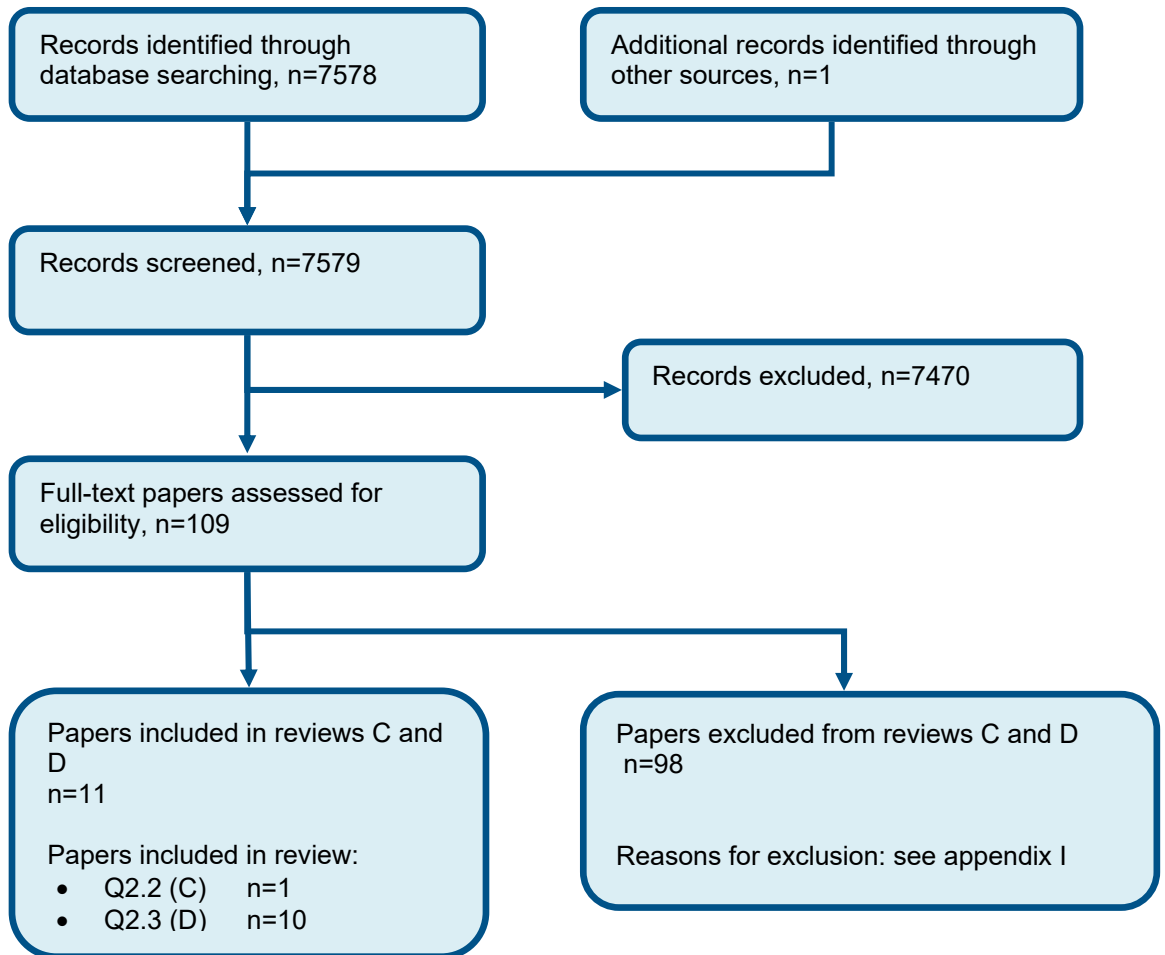 Records identified through
database searching, n=7578
Additional records identified through
other sources, n=1
Records screened, n=7579
Records excluded, n=7470
Full-text papers assessed for
eligibility, n=109
Papers included in reviews C and
D
n=11
Papers included in review:
• Q2.2 (C) n=1
• Q2.3 (D) n=10
Papers excluded from reviews C and D
n=98
Reasons for exclusion: see appendix I